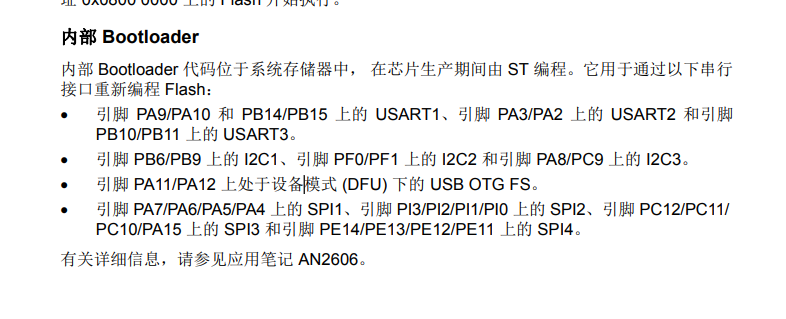 址 0x0800 0000 上的 Flash 开始执行。
内部 Bootloader
内部 Bootloader 代码位于系统存储器中， 在芯片生产期间由 ST 编程。它用于通过以下串行
接口重新编程 Flash：
• 引脚 PA9/PA10 和 PB14/PB15 上的 USART1、引脚 PA3/PA2 上的 USART2 和引脚
PB10/PB11 上的 USART3。
• 引脚 PB6/PB9 上的 I2C1、引脚 PF0/PF1 上的 I2C2 和引脚 PA8/PC9 上的 I2C3。
• 引脚 PA11/PA12 上处于设备模式 (DFU) 下的 USB OTG FS。
• 引脚 PA7/PA6/PA5/PA4 上的 SPI1、引脚 PI3/PI2/PI1/PI0 上的 SPI2、引脚 PC12/PC11/
PC10/PA15 上的 SPI3 和引脚 PE14/PE13/PE12/PE11 上的 SPI4。
有关详细信息，请参见应用笔记 AN2606。